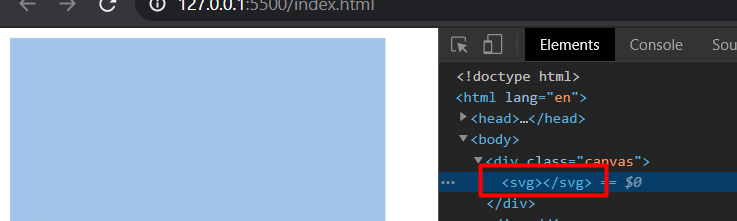 127.0.0.1:5500/index.html
Elements Console Sou
<!doctype html>
<html lang="en">
<head>…</head>
<body>
<div class="canvas">
<svg></svg> == $0
</div>